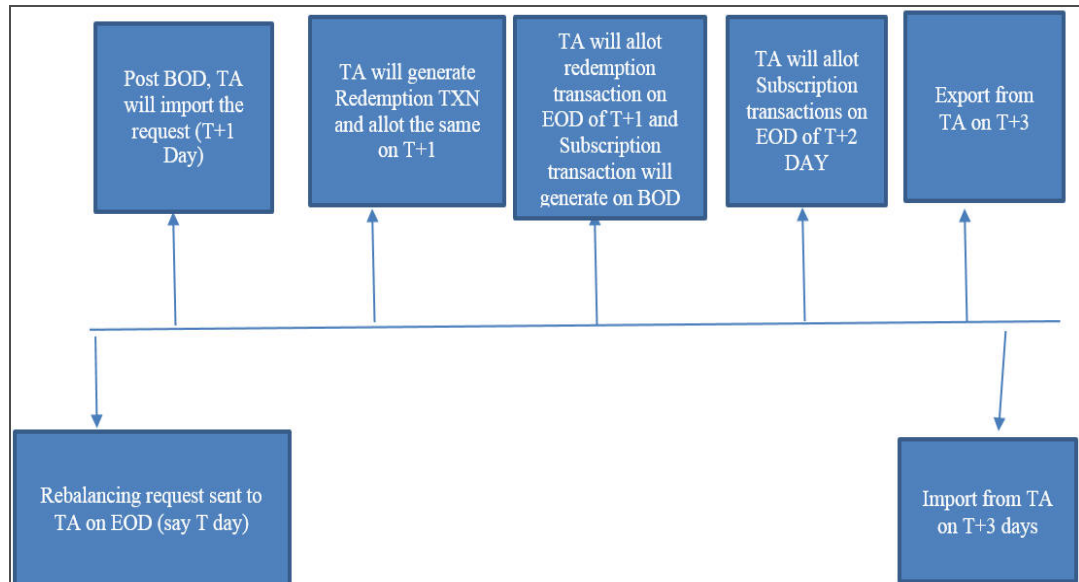 Post BOD, TA
will import the
request (T+1
Day)
TA will generate
Redemption TXN
and allot the same
on T+1
TA will allot
redemption
transaction on
EOD of T+1 and
Subscription
transaction will
generate on BOD
TA will allot
Subscription
transactions on
EOD of T+2
DAY
Export from
TA on T+3
Rebalancing request sent to
TA on EOD (say T day)
Import from TA
on T+3 days